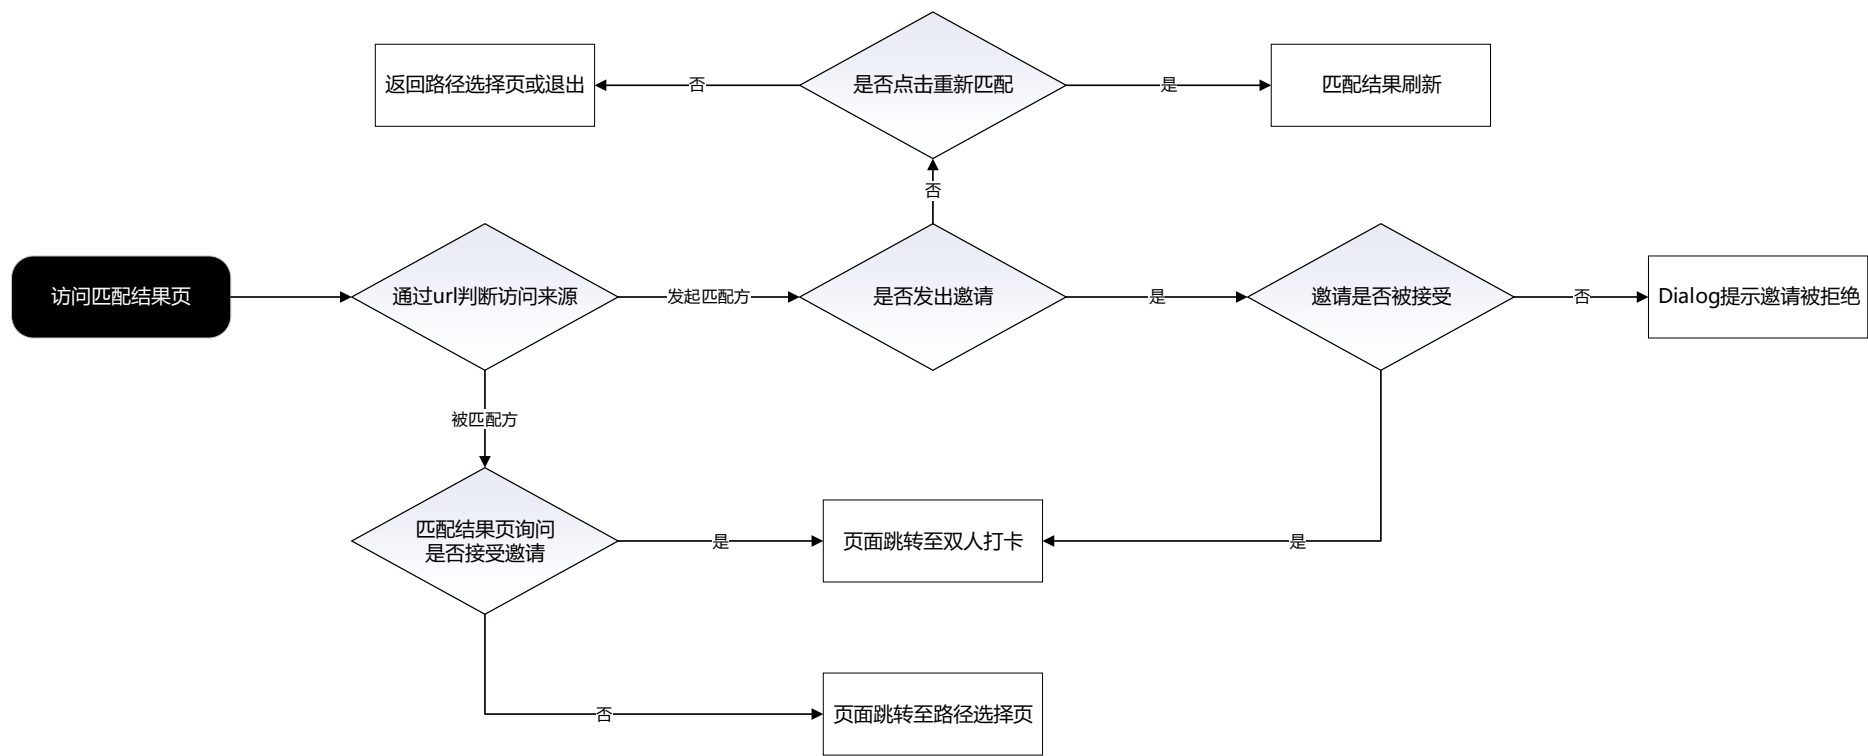 返回路径选择页或退出
否
是否点击重新匹配
是
匹配结果刷新
否
访问匹配结果页
通过url判断访问来源
发起匹配方
是否发出邀请
是
邀请是否被接受
否
Dialog提示邀请被拒绝
被匹配方
匹配结果页询问
是否接受邀请
是
页面跳转至双人打卡
是
否
页面跳转至路径选择页